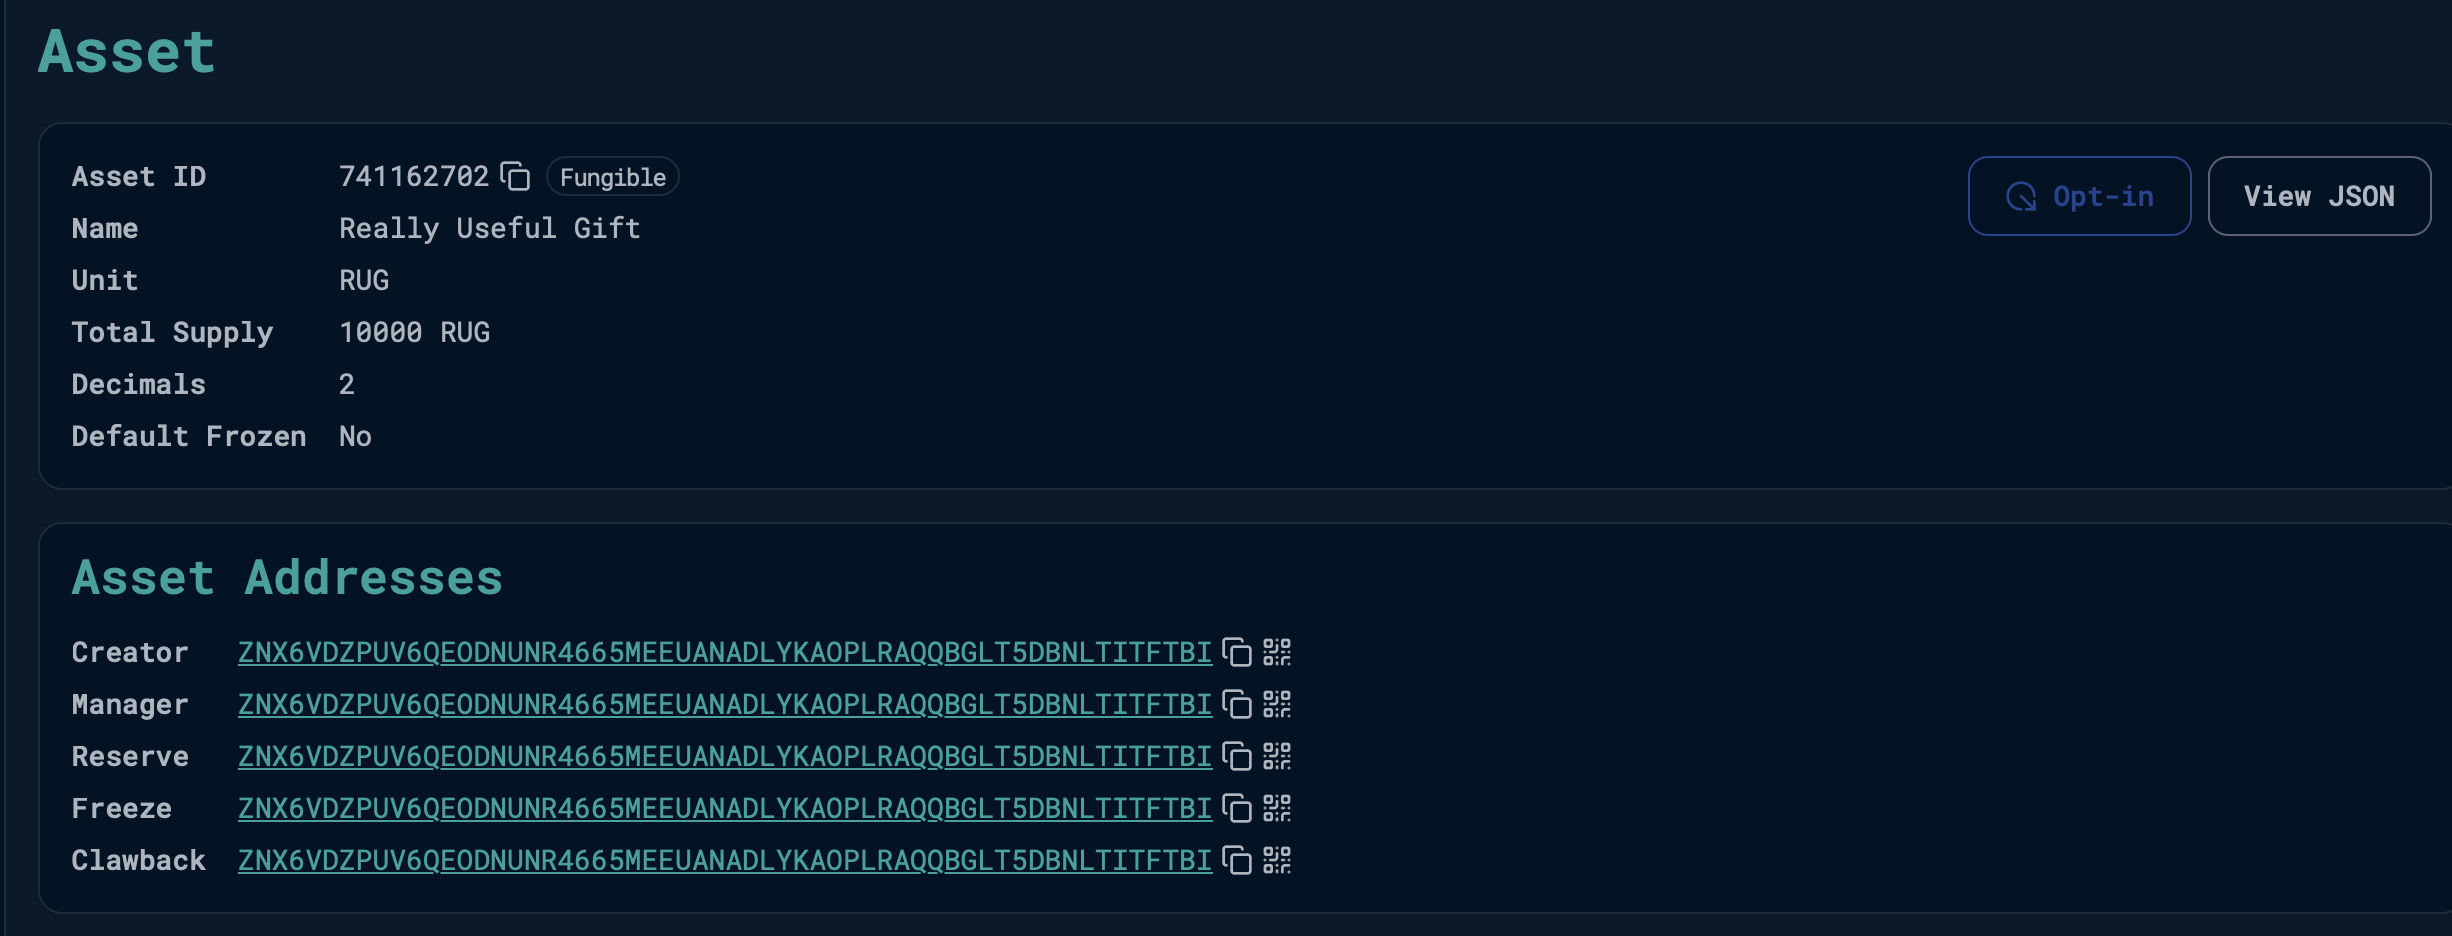 Asset
Asset ID 741162702 Fungible
Opt-in View JSON
Name Really Useful Gift
Unit RUG
Total Supply 10000 RUG
Decimals 2
Default Frozen No
Asset Addresses
Creator ZNX6VDZPUV6QEODNUNR4665MEEUANADLYKAOPLRAQQBGLT5DBNLTITFTBI
Manager ZNX6VDZPUV6QEODNUNR4665MEEUANADLYKAOPLRAQQBGLT5DBNLTITFTBI
Reserve ZNX6VDZPUV6QEODNUNR4665MEEUANADLYKAOPLRAQQBGLT5DBNLTITFTBI
Freeze ZNX6VDZPUV6QEODNUNR4665MEEUANADLYKAOPLRAQQBGLT5DBNLTITFTBI
Clawback ZNX6VDZPUV6QEODNUNR4665MEEUANADLYKAOPLRAQQBGLT5DBNLTITFTBI